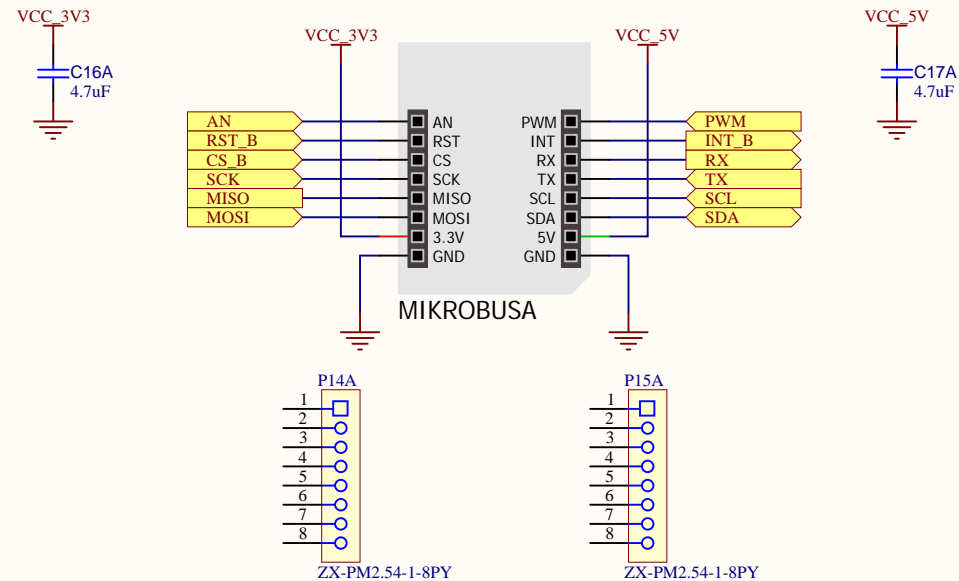 VCC_3V3
C16A
4.7uF
VCC_3V3
VCC_5V
VCC_5V
C17A
4.7uF
AN
RST_B
CS_B
SCK
MISO
MOSI
AN
RST
CS
SCK
MISO
MOSI
3.3V
GND
PWM
INT
RX
TX
SCL
SDA
5V
GND
PWM
INT_B
RX
TX
SCL
SDA
MIKROBUSA
P14A
1
2
3
4
5
6
7
8
ZX-PM2.54-1-8PY
P15A
1
2
3
4
5
6
7
8
ZX-PM2.54-1-8PY